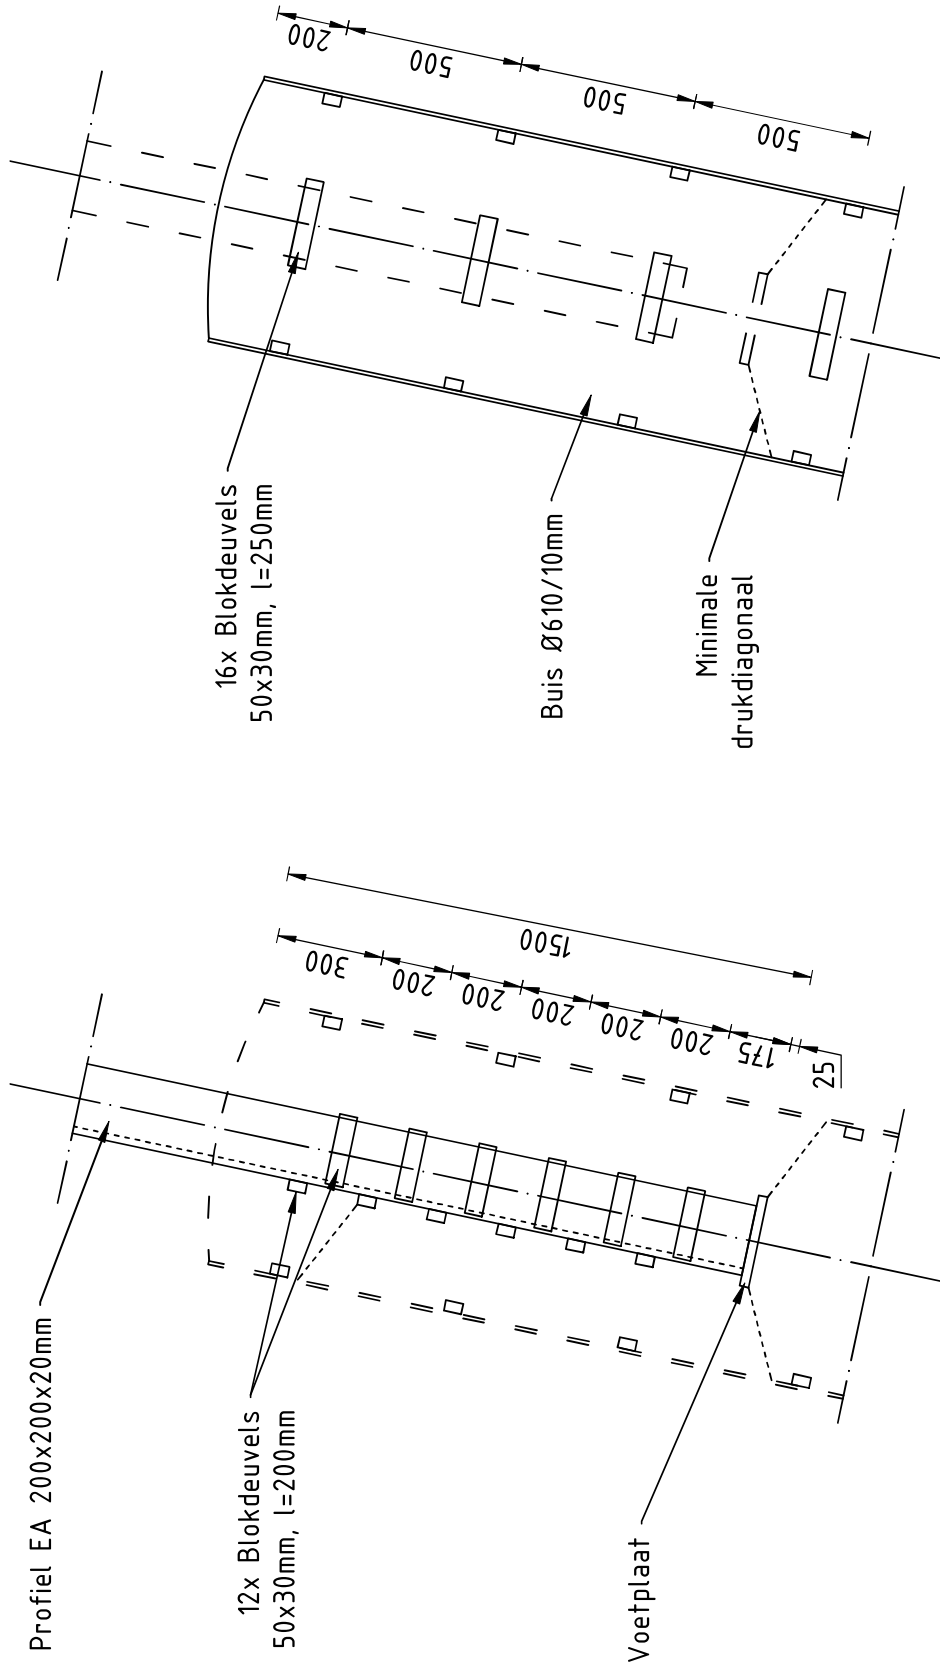 Profiel EA 200x200x20mm
12x Blokdeuvels
50x30mm, l=200mm
Voetplaat
300
200
200
200
200
200
175
25
1500
16x Blokdeuvels
50x30mm, l=250mm
Buis Ø610/10mm
Minimale
drukdiagonaal
200
500
500
500